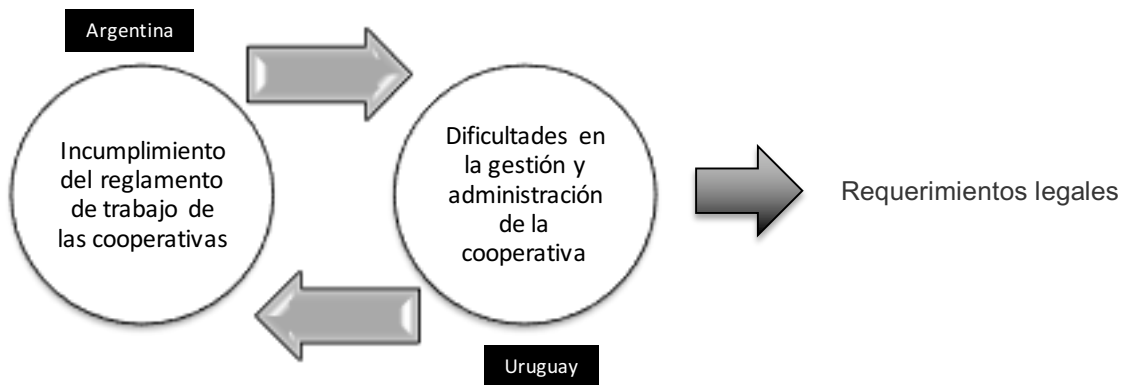 Argentina
Incumplimiento
del reglamento
de trabajo de
las cooperativas
Dificultades en
la gestión y
administración
de la
cooperativa
Requerimientos legales
Uruguay